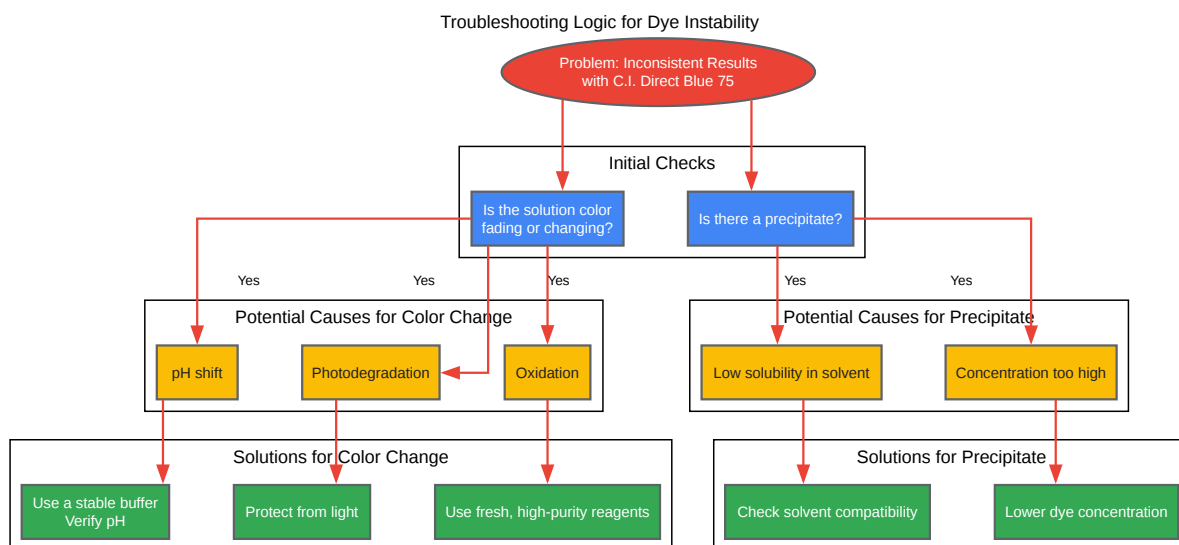 Troubleshooting Logic for Dye Instability
Problem: Inconsistent Results
with C.I. Direct Blue 75
Initial Checks
Is the solution color
fading or changing?
Is there a precipitate?
Yes
Yes
Yes
Yes
Yes
Potential Causes for Color Change
Potential Causes for Precipitate
pH shift
Photodegradation
Oxidation
Low solubility in solvent
Concentration too high
Solutions for Color Change
Solutions for Precipitate
Use a stable buffer
Verify pH
Protect from light
Use fresh, high-purity reagents
Check solvent compatibility
Lower dye concentration